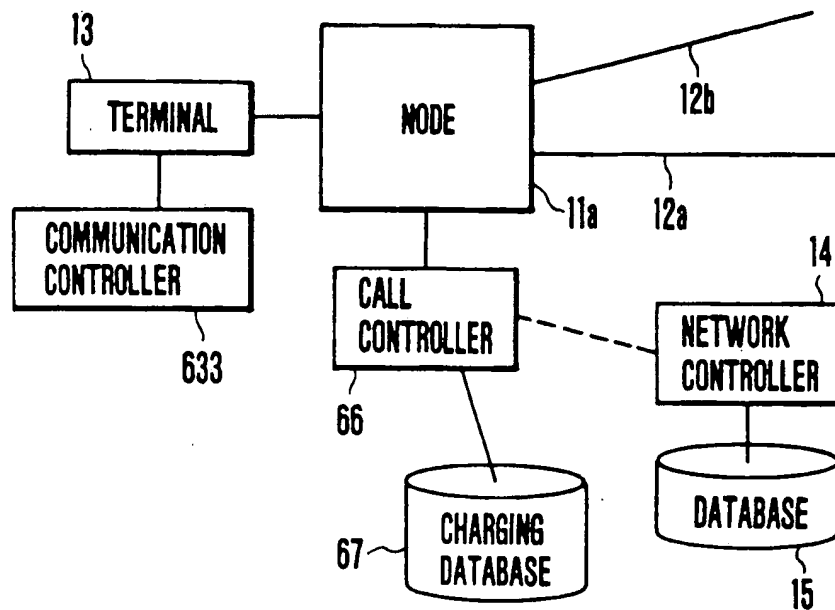 13
TERMINAL
NODE
12b
COMMUNICATION
CONTROLLER
11a
12a
633
CALL
CONTROLLER
14
NETWORK
CONTROLLER
66
CHARGING
DATABASE
67
DATABASE
15